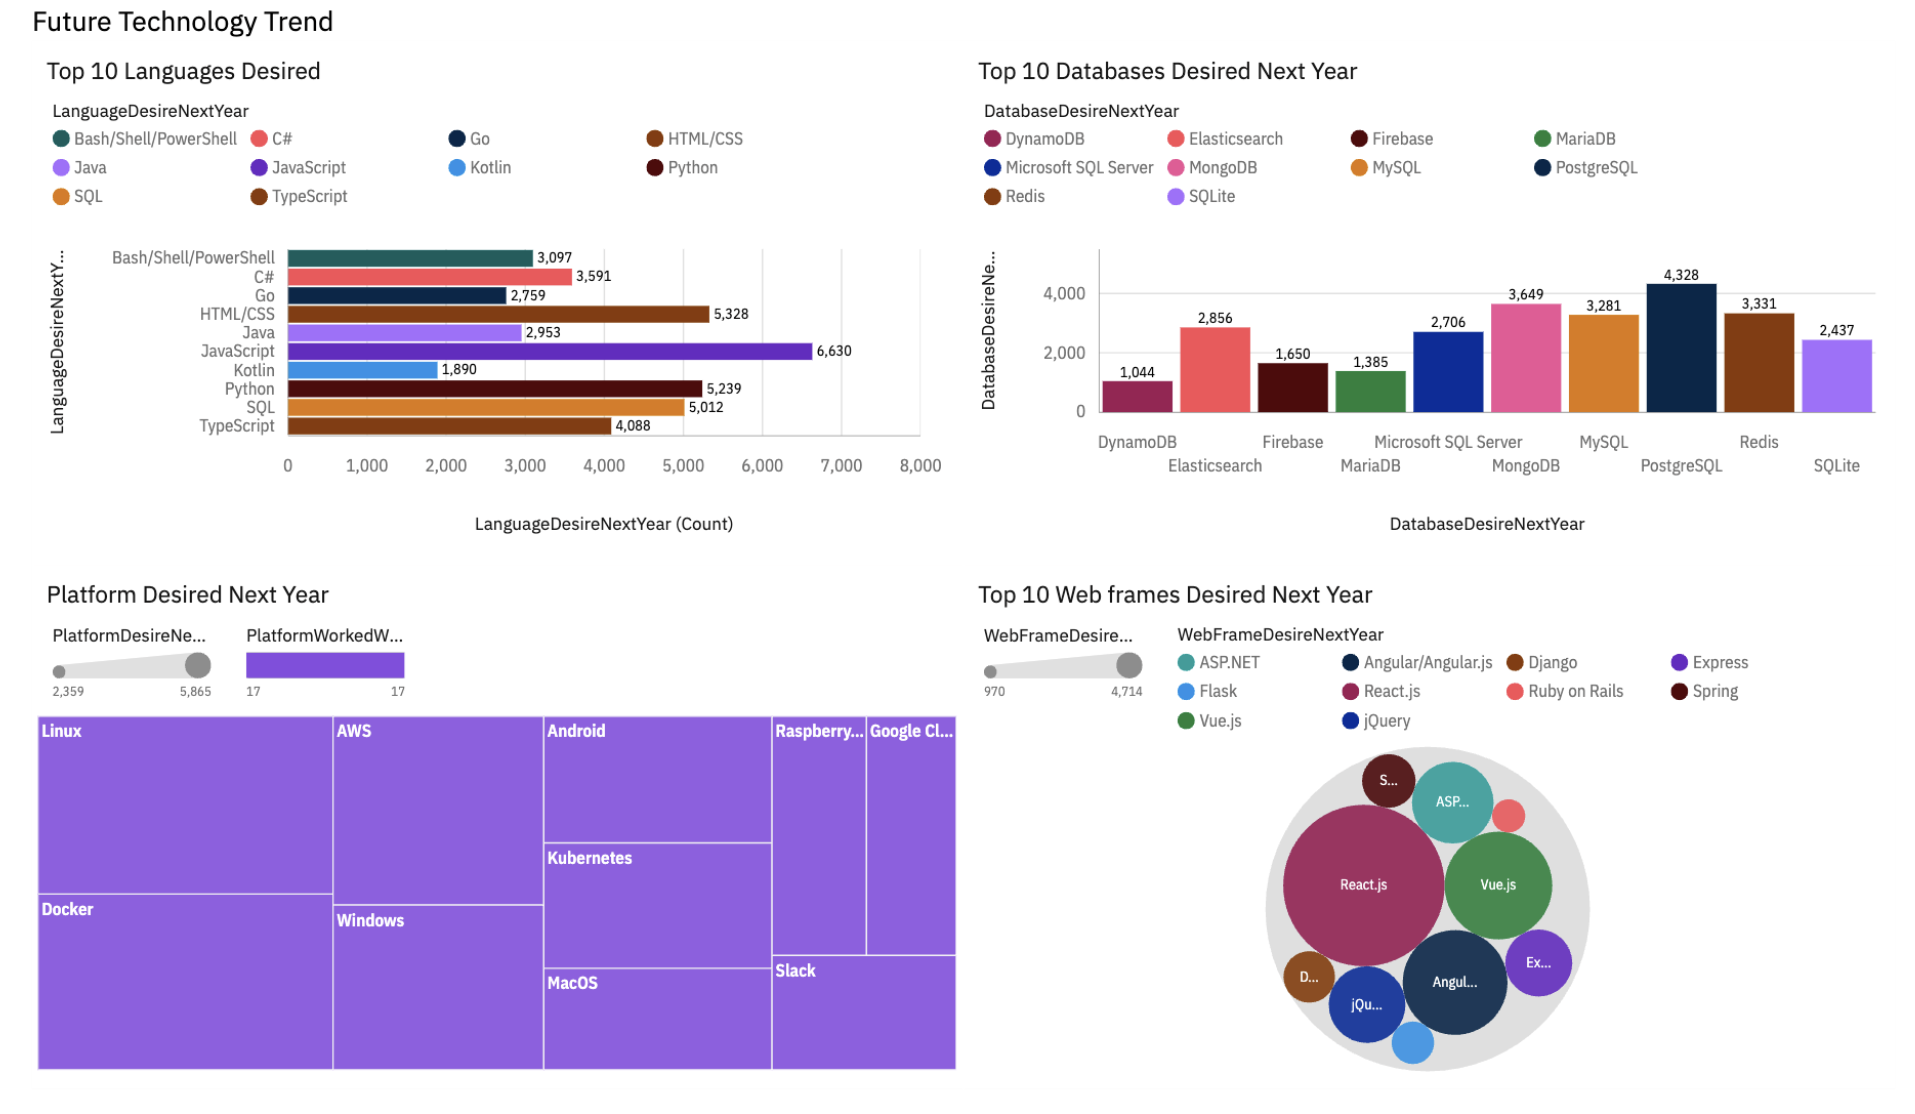 Future Technology Trend
Top 10 Languages Desired
LanguageDesireNextYear
Bash/Shell/PowerShell C# Go HTML/CSS
Java JavaScript Kotlin Python
SQL TypeScript
LanguageDesireNextY...
Bash/Shell/PowerShell 3,097
C# 3,591
Go 2,759
HTML/CSS 5,328
Java 2,953
JavaScript 6,630
Kotlin 1,890
Python 5,239
SQL 5,012
TypeScript 4,088
0 1,000 2,000 3,000 4,000 5,000 6,000 7,000 8,000
LanguageDesireNextYear (Count)
Top 10 Databases Desired Next Year
DatabaseDesireNextYear
DynamoDB Elasticsearch Firebase MariaDB
Microsoft SQL Server MongoDB MySQL PostgreSQL
Redis SQLite
DatabaseDesireNe...
4,000
2,000
0
1,044 2,856 1,650 1,385 2,706 3,649 3,281 4,328 3,331 2,437
DynamoDB Firebase Microsoft SQL Server MySQL Redis
Elasticsearch MariaDB MongoDB PostgreSQL SQLite
DatabaseDesireNextYear
Platform Desired Next Year
PlatformDesireNe... PlatformWorkedW...
2,359 5,865 17 17
Linux AWS Android Raspberry... Google Cl...
Kubernetes
Docker
Windows
Slack
MacOS
Top 10 Web frames Desired Next Year
WebFrameDesire... WebFrameDesireNextYear
970 4,714
ASP.NET Angular/Angular.js Django Express
Flask React.js Ruby on Rails Spring
Vue.js jQuery
S...
ASP...
React.js
Vue.js
Ex...
D...
Angul...
jQu...